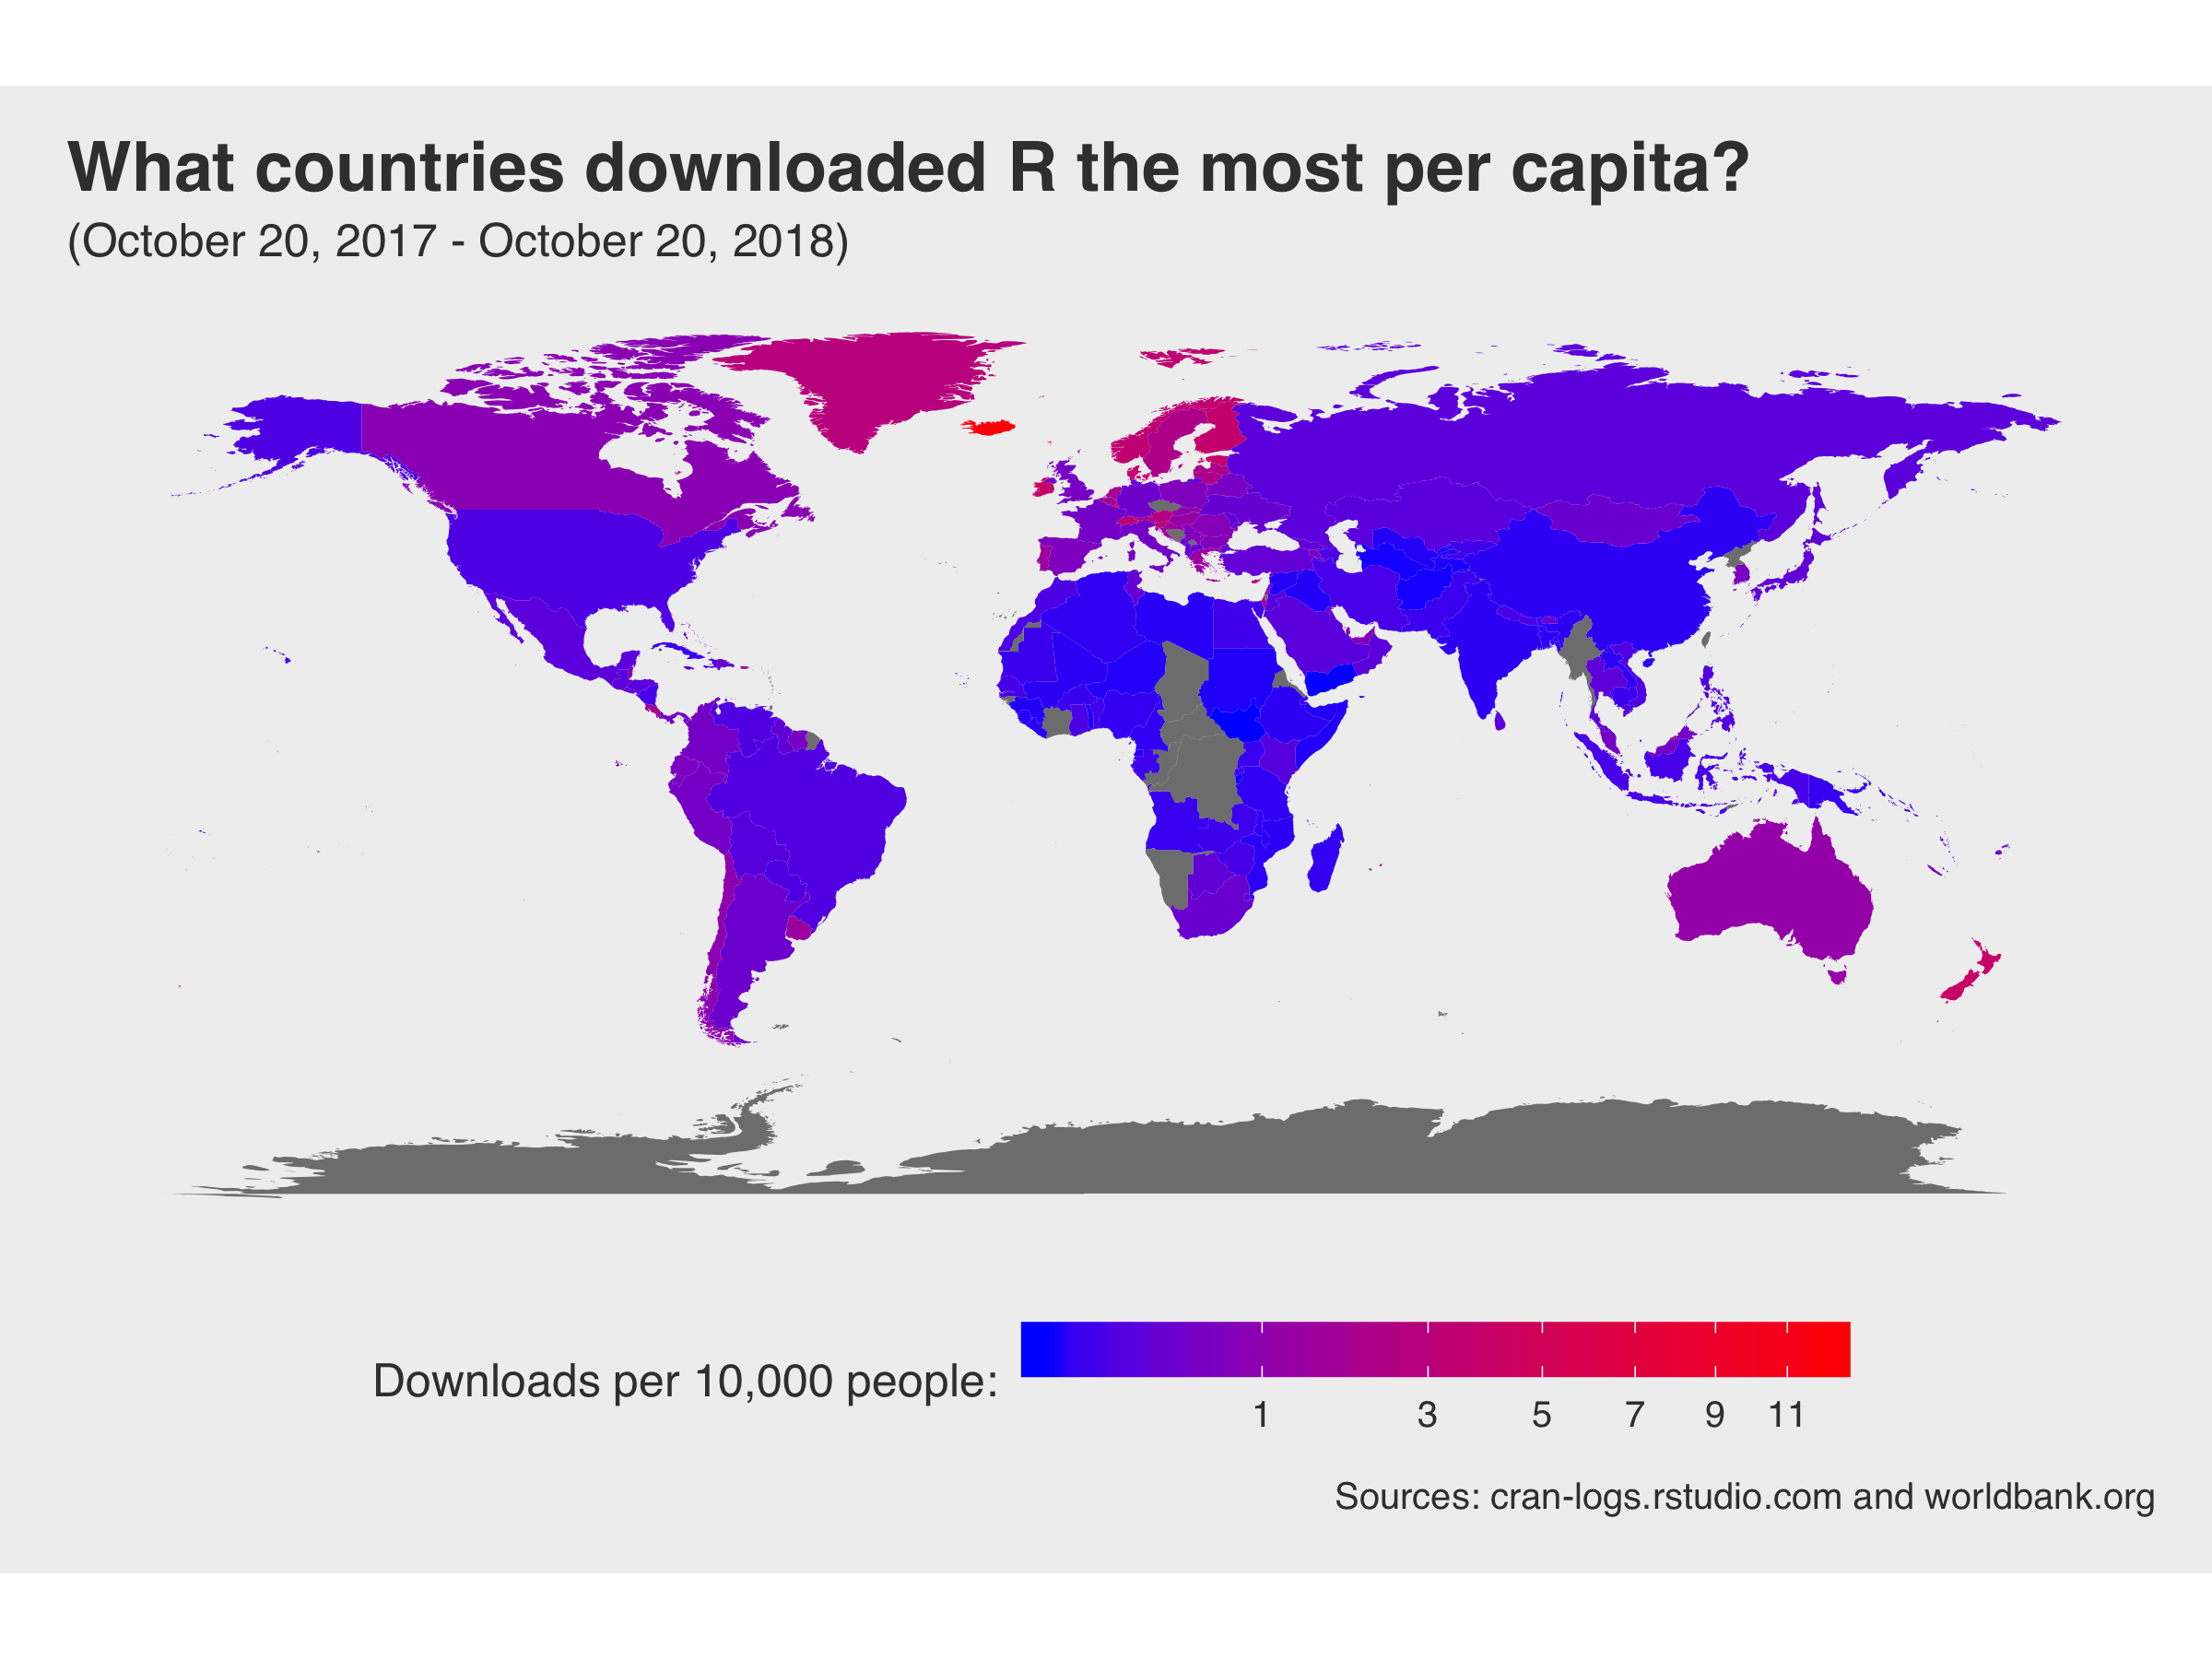 What countries downloaded R the most per capita?
(October 20, 2017 - October 20, 2018)
Downloads per 10,000 people:
1 3 5 7 9 11
Sources: cran-logs.rstudio.com and worldbank.org